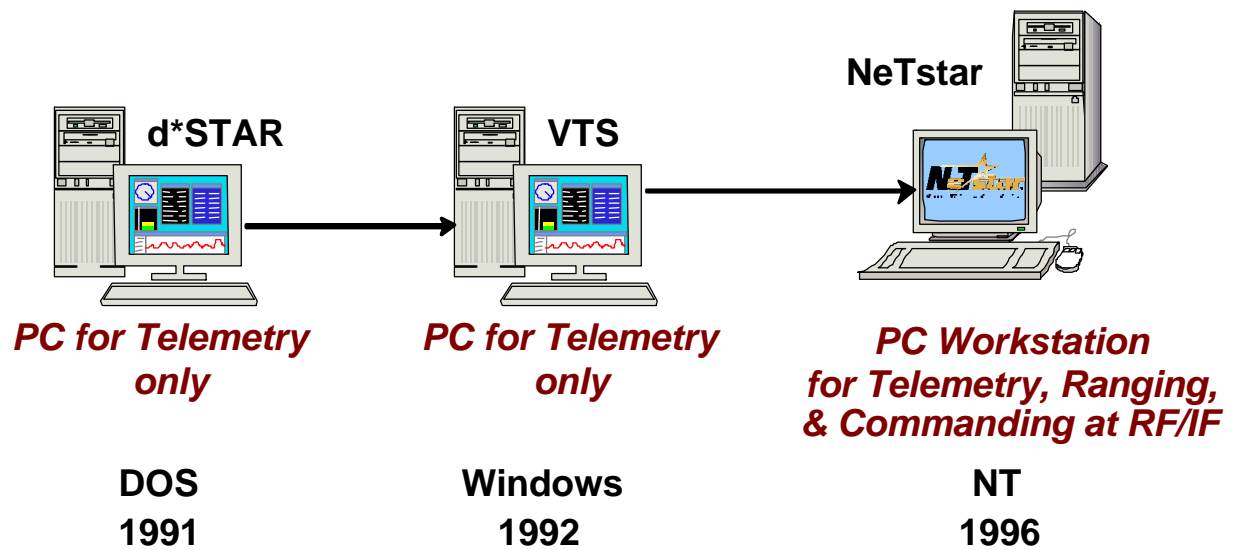 NeTstar
d*STAR
VTS
NeTstar
PC for Telemetry
only
PC for Telemetry
only
PC Workstation
for Telemetry, Ranging,
& Commanding at RF/IF
DOS
Windows
NT
1991
1992
1996